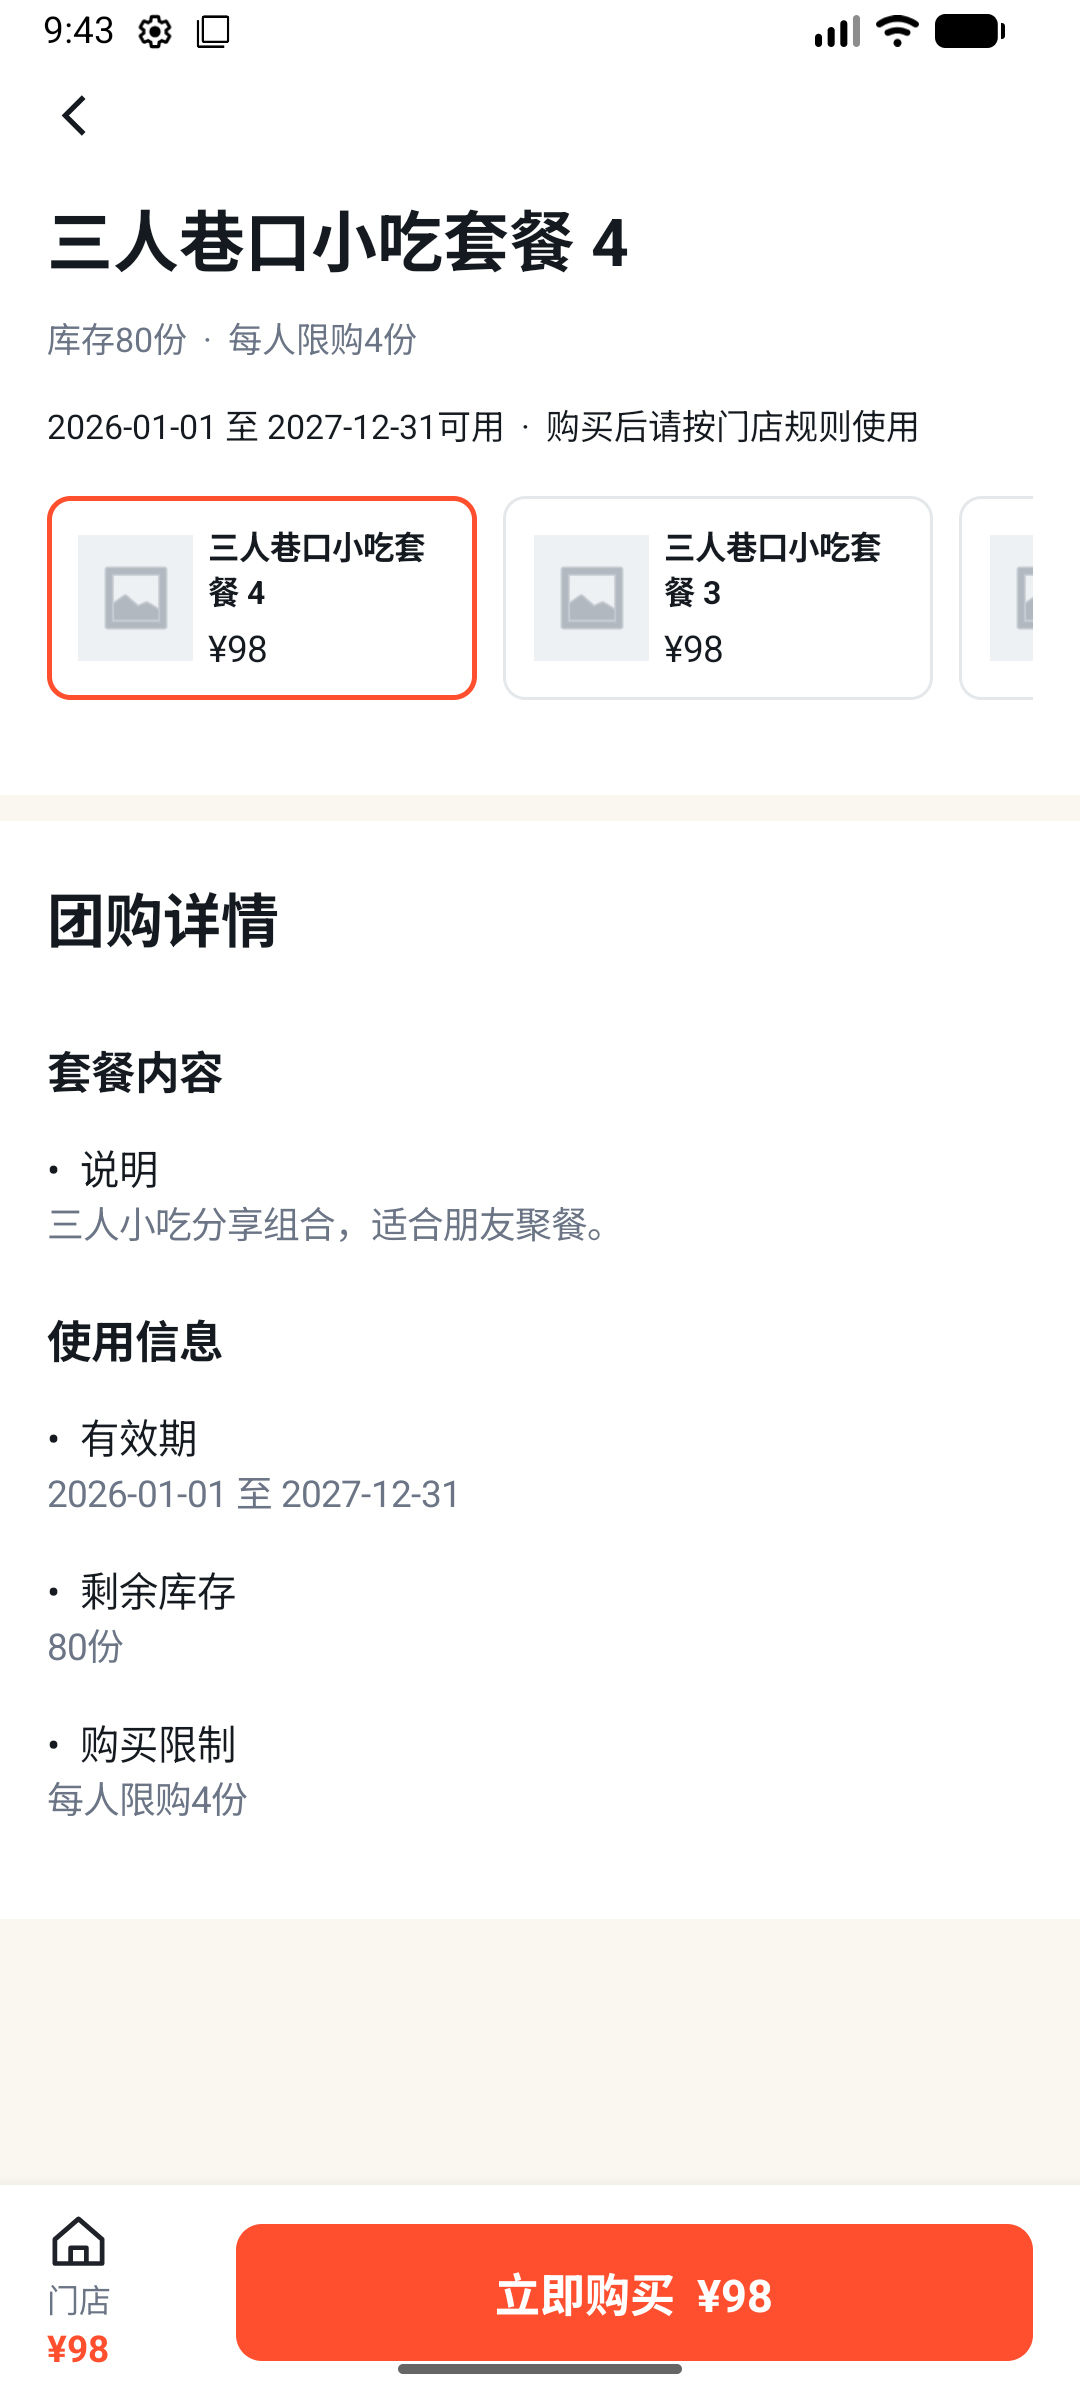 9:43
三人巷口小吃套餐 4
库存80份 · 每人限购4份
2026-01-01 至 2027-12-31可用 · 购买后请按门店规则使用
三人巷口小吃套
餐 4
¥98
三人巷口小吃套
餐 3
¥98
团购详情
套餐内容
• 说明
三人小吃分享组合，适合朋友聚餐。
使用信息
• 有效期
2026-01-01 至 2027-12-31
• 剩余库存
80份
• 购买限制
每人限购4份
门店
¥98
立即购买 ¥98